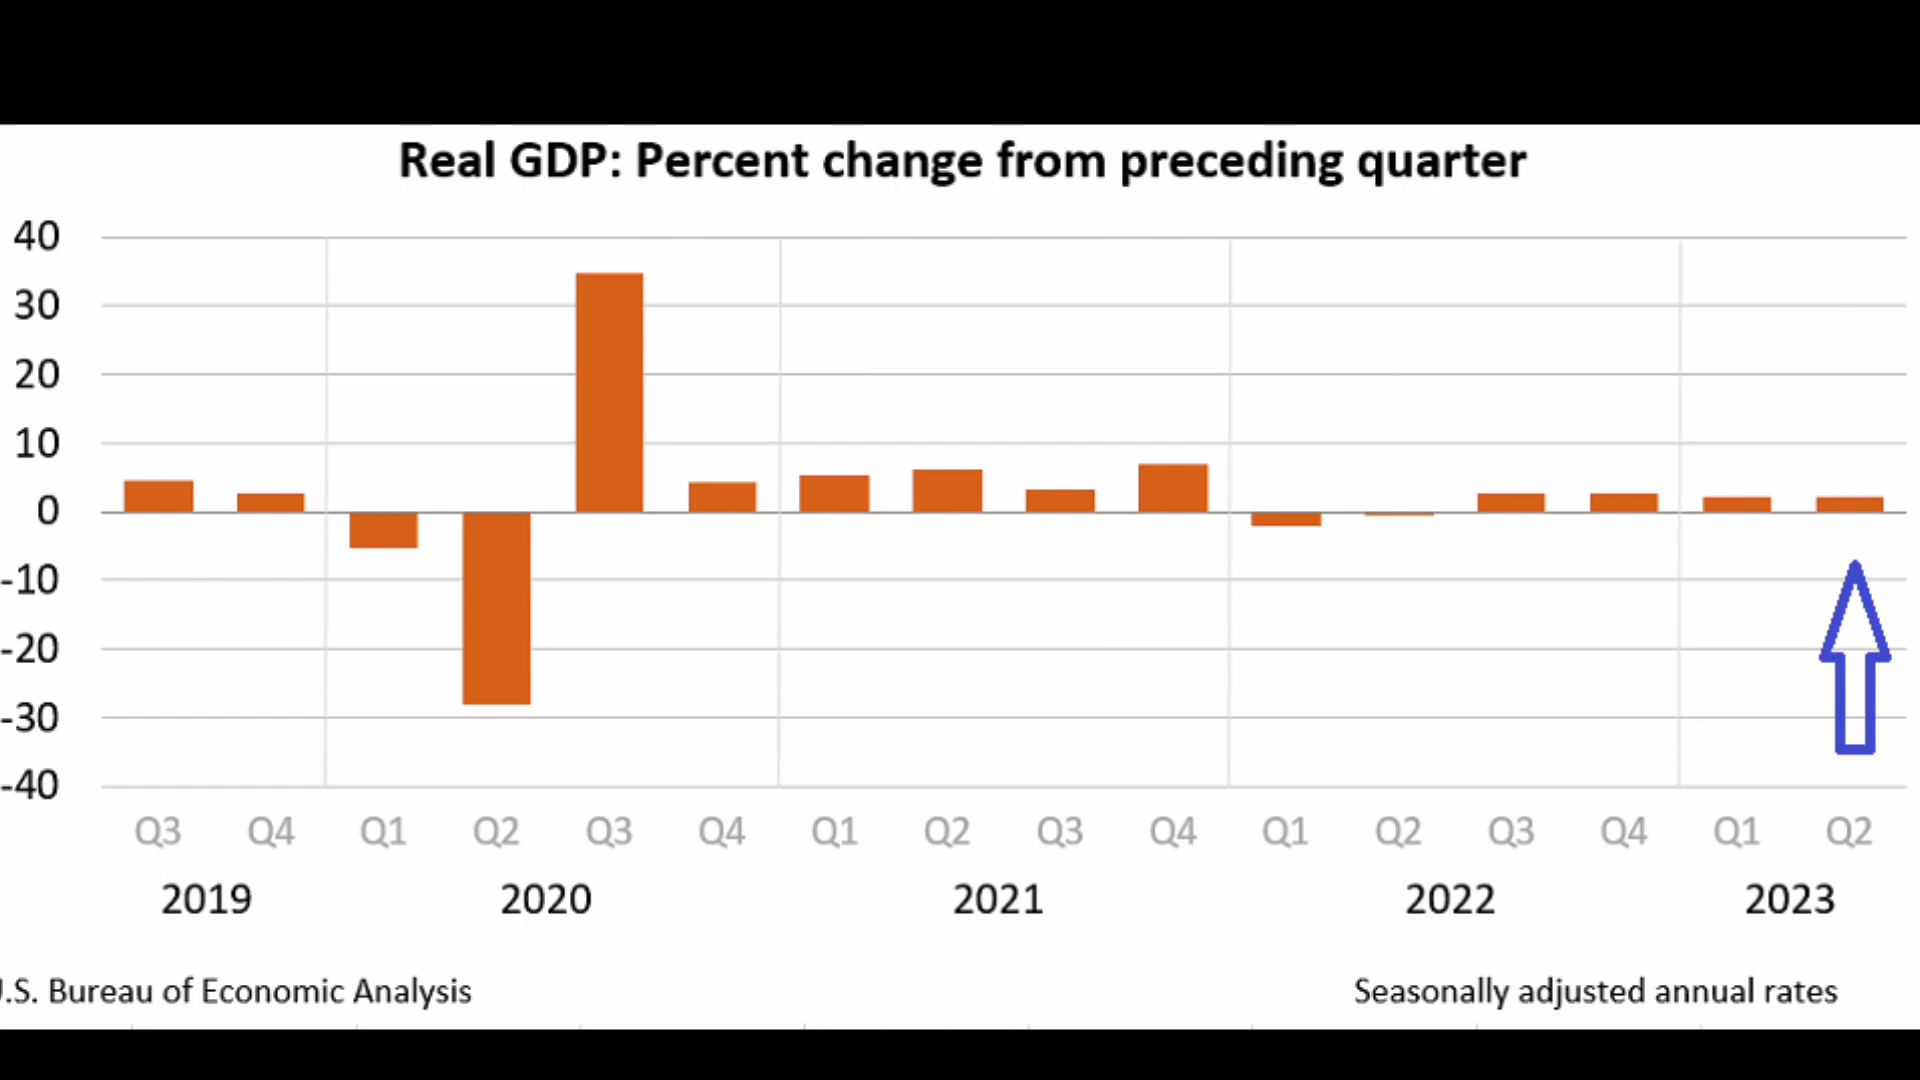 Real GDP: Percent change from preceding quarter
40
30
20
10
0
-10
-20
-30
-40
Q3 Q4 Q1 Q2 Q3 Q4 Q1 Q2 Q3 Q4 Q1 Q2 Q3 Q4 Q1 Q2
2019 2020 2021 2022 2023
.S. Bureau of Economic Analysis Seasonally adjusted annual rates